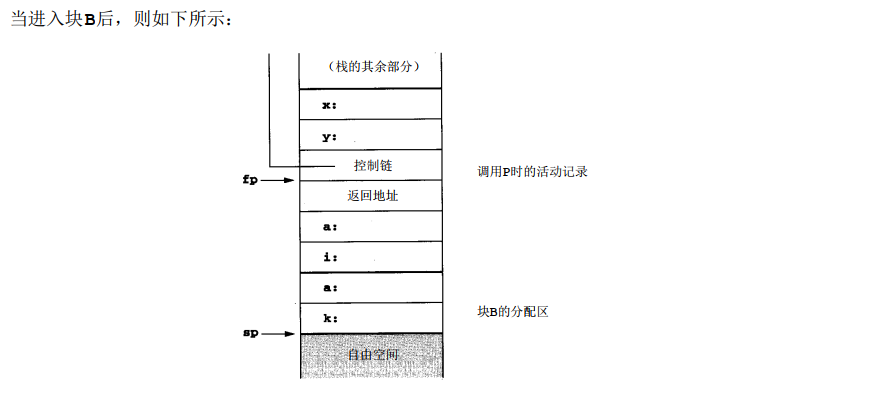 当进入块B后，则如下所示：
（栈的其余部分）
x:
y:
控制链
调用P时的活动记录
fp
返回地址
a:
i:
a:
块B的分配区
k:
sp
自由空间